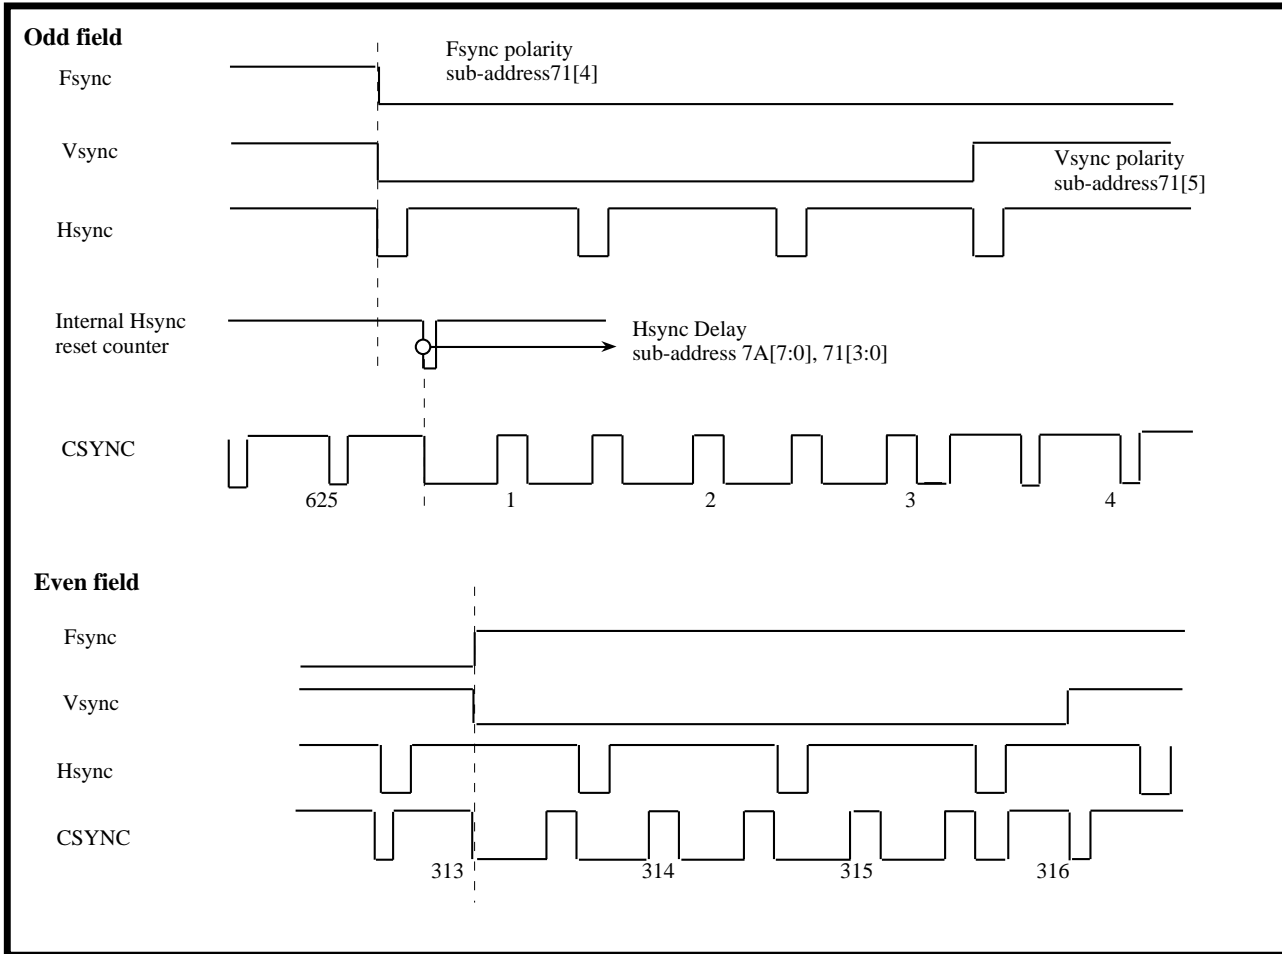 Odd field
Fsync
Fsync polarity
sub-address71[4]
Vsync
Vsync polarity
sub-address71[5]
Hsync
Internal Hsync
reset counter
Hsync Delay
sub-address 7A[7:0], 71[3:0]
CSYNC
625 1 2 3 4
Even field
Fsync
Vsync
Hsync
CSYNC
313 314 315 316